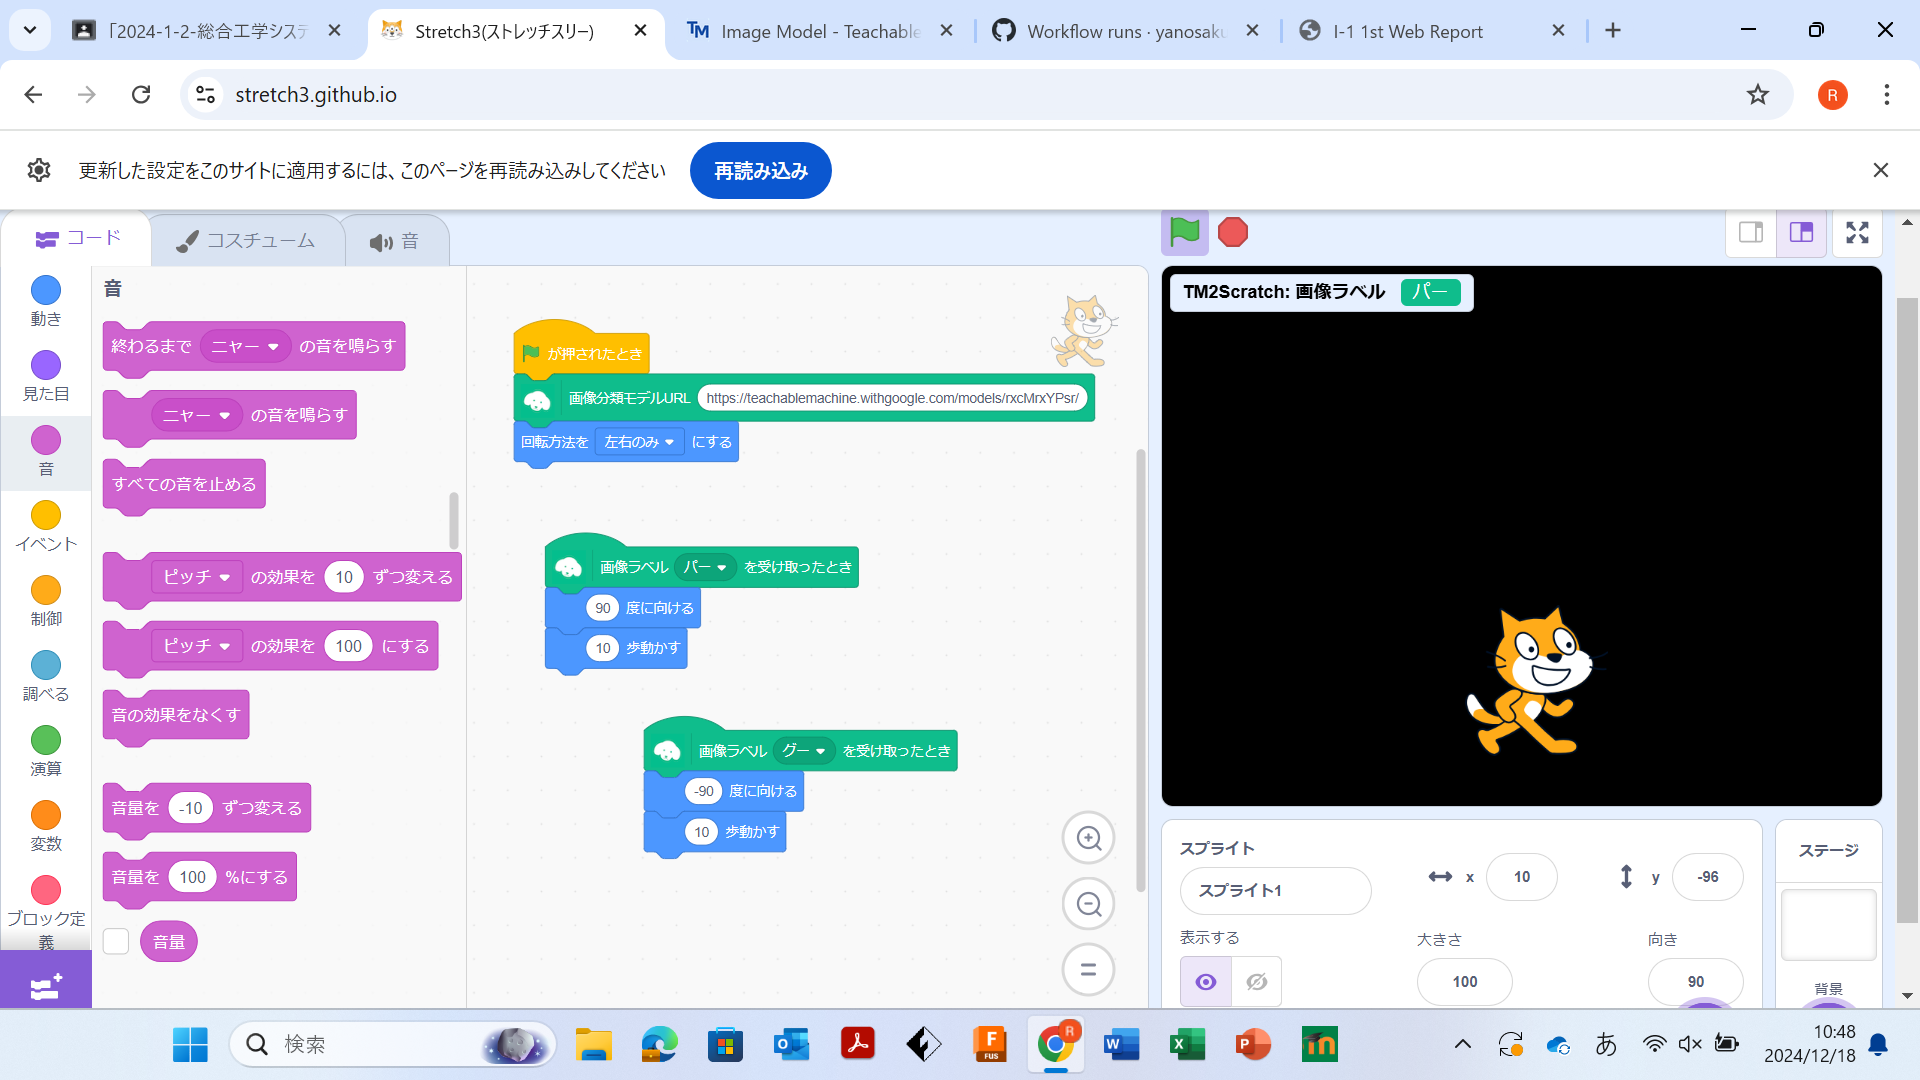 「2024-1-2-総合工学システ
Stretch3(ストレッチスリー)
Image Model - Teachable
Workflow runs · yanosaku
I-1 1st Web Report
stretch3.github.io
R
更新した設定をこのサイトに適用するには、このページを再読み込みしてください
再読み込み
コード
コスチューム
音
動き
見た目
音
イベント
制御
調べる
演算
変数
ブロック定
義
音
終わるまで ニャー の音を鳴らす
ニャー の音を鳴らす
すべての音を止める
ピッチ の効果を 10 ずつ変える
ピッチ の効果を 100 にする
音の効果をなくす
音量を -10 ずつ変える
音量を 100 %にする
音量
が押されたとき
画像分類モデルURL https://teachablemachine.withgoogle.com/models/rxcMrxYPsr/
回転方法を 左右のみ にする
画像ラベル パー を受け取ったとき
90 度に向ける
10 歩動かす
画像ラベル グー を受け取ったとき
-90 度に向ける
10 歩動かす
TM2Scratch: 画像ラベル パー
スプライト
スプライト1
x 10
y -96
表示する
大きさ
100
向き
90
ステージ
背景
検索
R
FUS
あ
10:48
2024/12/18